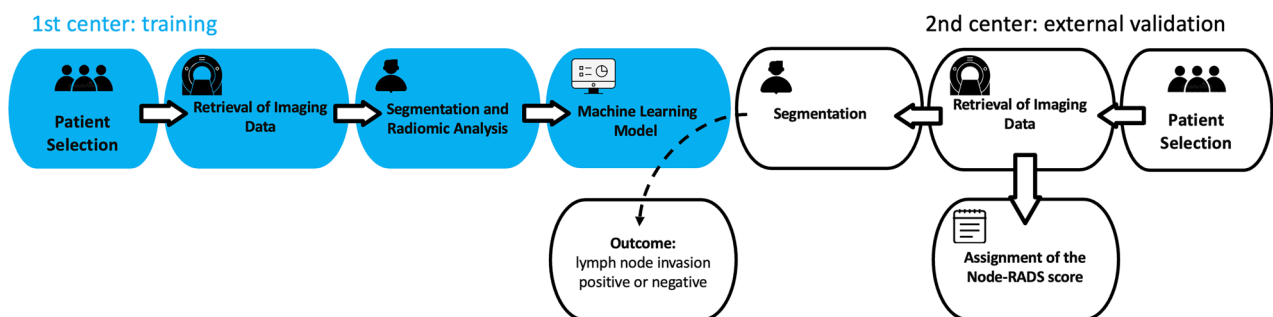 1st center: training
2nd center: external validation
Patient
Selection
Retrieval of Imaging
Data
Segmentation and
Radiomic Analysis
Machine Learning
Model
Segmentation
Retrieval of Imaging
Data
Patient
Selection
Outcome:
lymph node invasion
positive or negative
Assignment of the
Node-RADS score